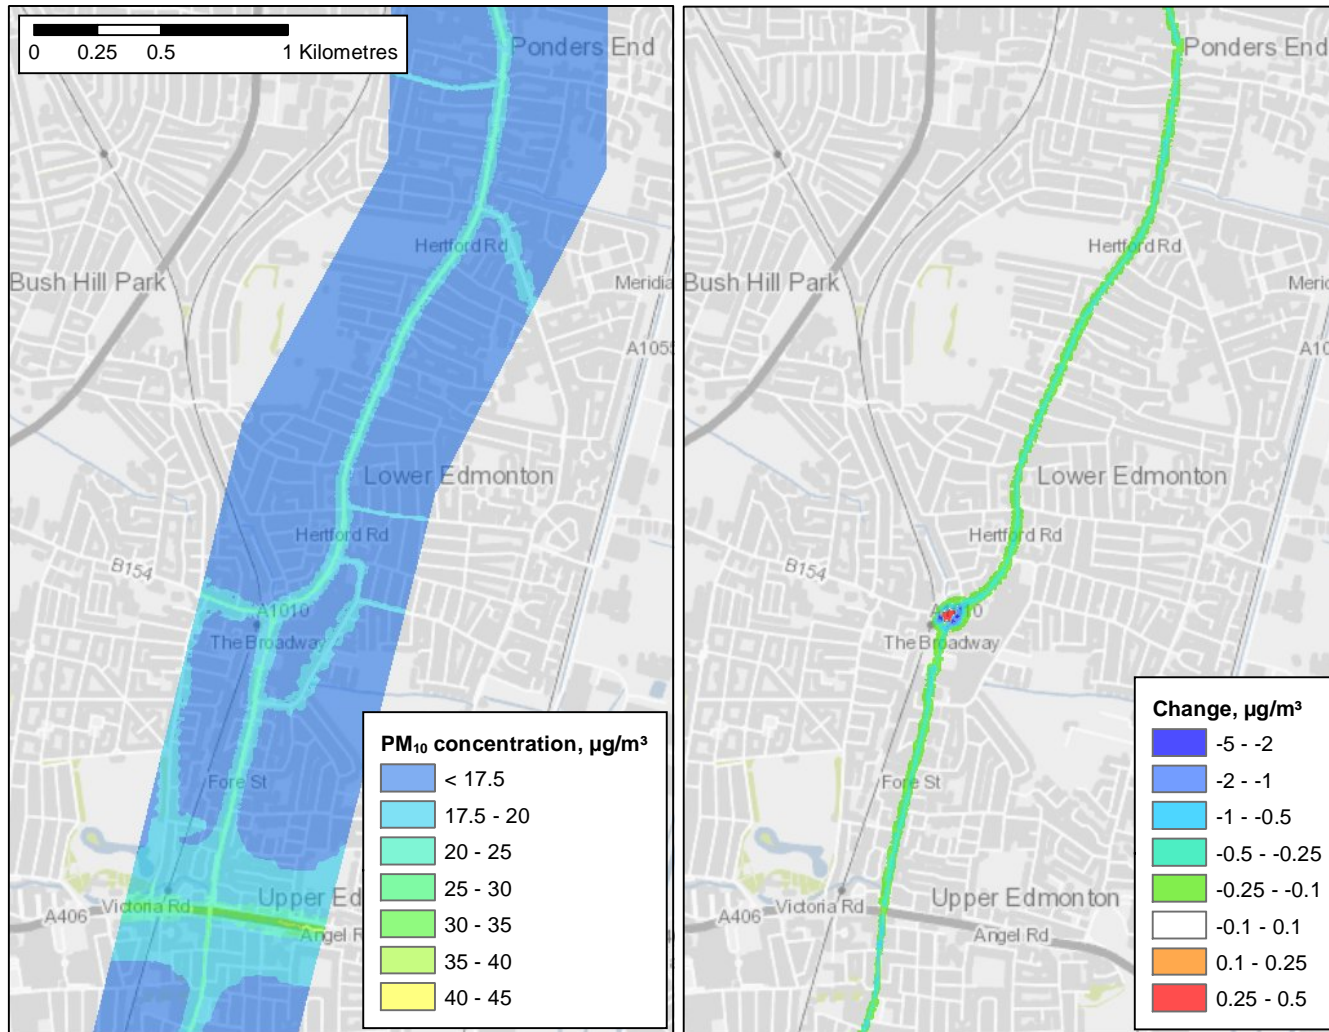 0 0.25 0.5 1 Kilometres
Ponders End
Hertford Rd
Bush Hill Park
Meridia
A1055
Lower Edmonton
Hertford Rd
B154
A1010
The Broadway
Fore St
Upper Ed
Victoria Rd
A406
Angel R
PM₁₀ concentration, µg/m³
< 17.5
17.5 - 20
20 - 25
25 - 30
30 - 35
35 - 40
40 - 45
Ponders End
Hertford Rd
Bush Hill Park
Meric
A10
Lower Edmonton
Hertford Rd
B154
A1010
The Broadway
Fore St
Upper Edmonton
Victoria Rd
A406
Angel Rd
Change, µg/m³
-5 - -2
-2 - -1
-1 - -0.5
-0.5 - -0.25
-0.25 - -0.1
-0.1 - 0.1
0.1 - 0.25
0.25 - 0.5